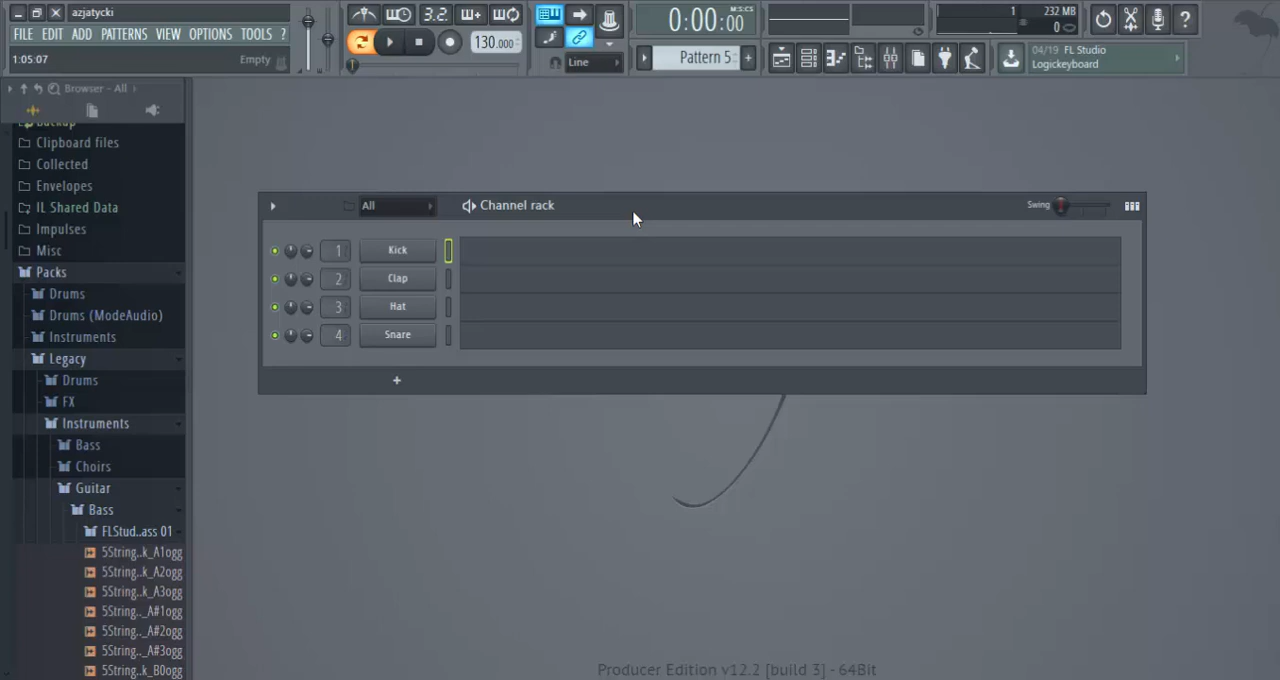 azjatycki
FILE EDIT ADD PATTERNS VIEW OPTIONS TOOLS ?
1:05:07 Empty
3.2.
130.000
Line
0:00:00 M:S:CS
Pattern 5
1 232 MB
0
04/19 FL Studio
Logickeyboard
Browser - All
Backup
Clipboard files
Collected
Envelopes
IL Shared Data
Impulses
Misc
Packs
Drums
Drums (ModeAudio)
Instruments
Legacy
Drums
FX
Instruments
Bass
Choirs
Guitar
Bass
FLStud..ass 01
5String..k_A1ogg
5String..k_A2ogg
5String..k_A3ogg
5String.._A#1ogg
5String.._A#2ogg
5String.._A#3ogg
5String..k_B0ogg
All Channel rack Swing
1 Kick
2 Clap
3 Hat
4 Snare
+
Producer Edition v12.2 [build 3] - 64Bit